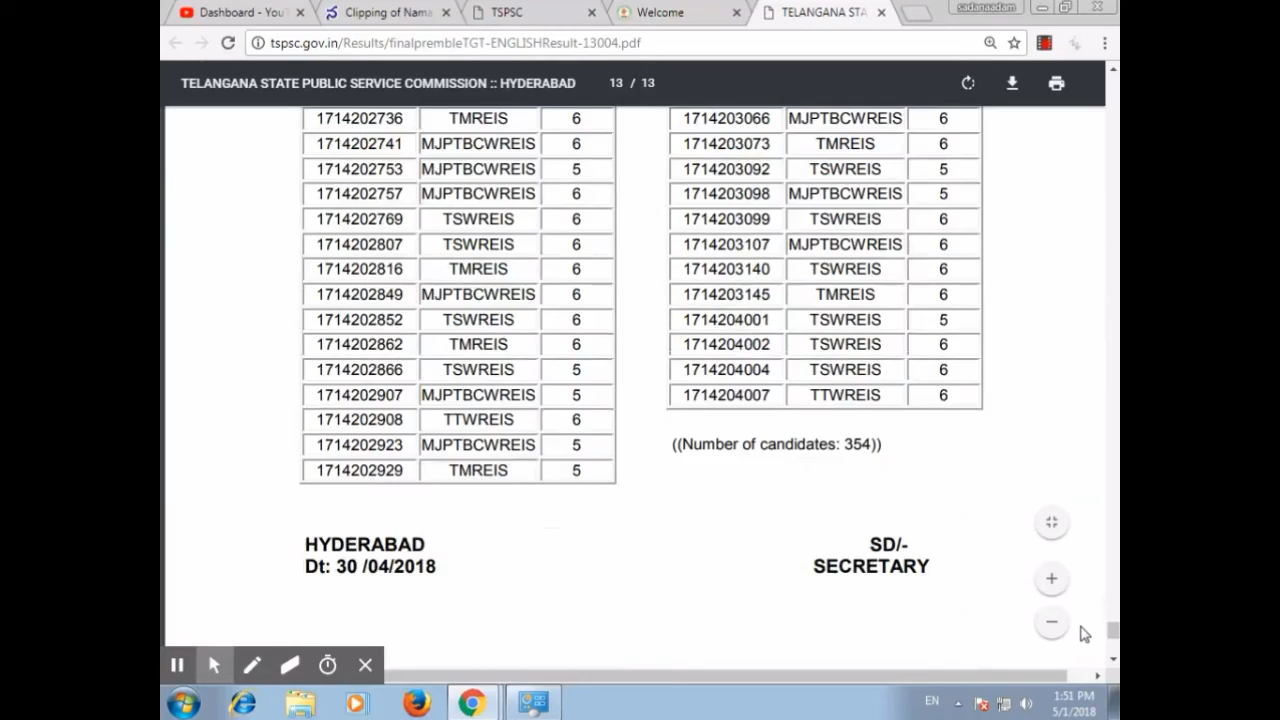 Dashboard - You
Clipping of Nama
TSPSC
Welcome
TELANGANA STA
tspsc.gov.in/Results/finalprembleTGT-ENGLISHResult-13004.pdf
TELANGANA STATE PUBLIC SERVICE COMMISSION :: HYDERABAD 13 / 13
1714202736 TMREIS 6
1714202741 MJPTBCWREIS 6
1714202753 MJPTBCWREIS 5
1714202757 MJPTBCWREIS 6
1714202769 TSWREIS 6
1714202807 TSWREIS 6
1714202816 TMREIS 6
1714202849 MJPTBCWREIS 6
1714202852 TSWREIS 6
1714202862 TMREIS 6
1714202866 TSWREIS 5
1714202907 MJPTBCWREIS 5
1714202908 TTWREIS 6
1714202923 MJPTBCWREIS 5
1714202929 TMREIS 5
1714203066 MJPTBCWREIS 6
1714203073 TMREIS 6
1714203092 TSWREIS 5
1714203098 MJPTBCWREIS 5
1714203099 TSWREIS 6
1714203107 MJPTBCWREIS 6
1714203140 TSWREIS 6
1714203145 TMREIS 6
1714204001 TSWREIS 5
1714204002 TSWREIS 6
1714204004 TSWREIS 6
1714204007 TTWREIS 6
((Number of candidates: 354))
HYDERABAD
Dt: 30 /04/2018
SD/-
SECRETARY
EN
1:51 PM
5/1/2018